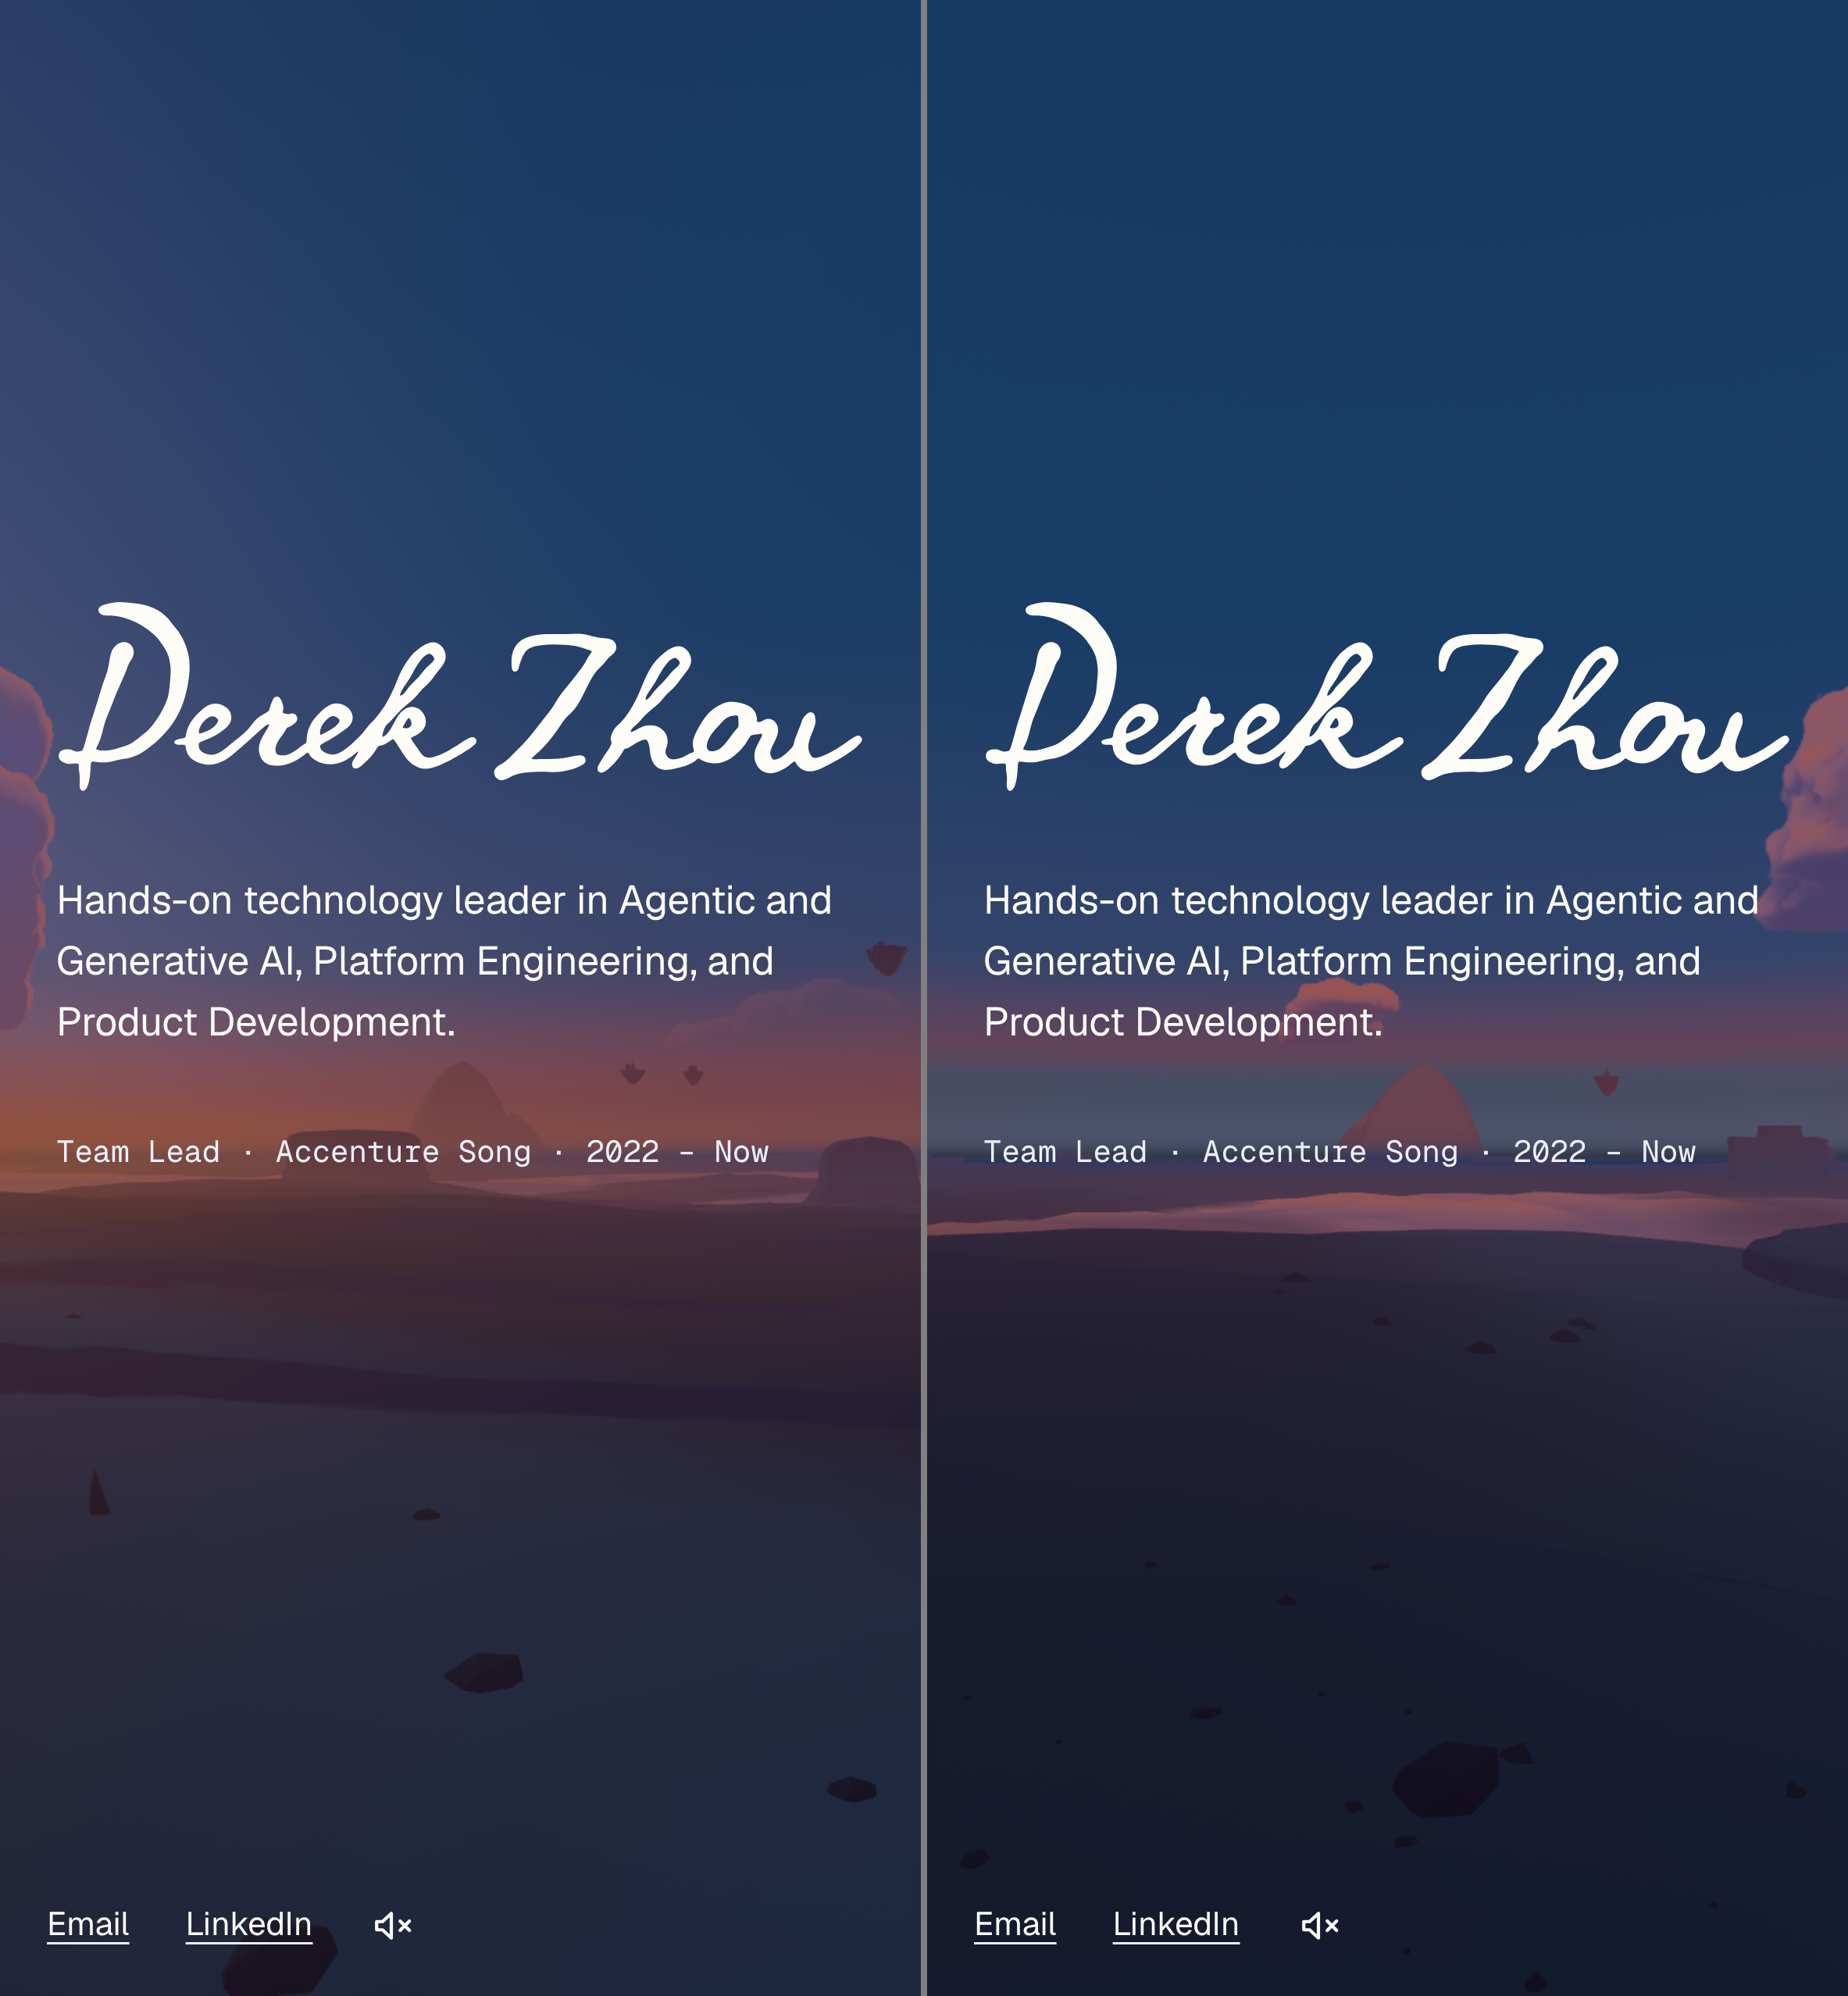 Derek Zhou
Hands-on technology leader in Agentic and
Generative AI, Platform Engineering, and
Product Development.
Team Lead · Accenture Song · 2022 – Now
Email LinkedIn
Derek Zhou
Hands-on technology leader in Agentic and
Generative AI, Platform Engineering, and
Product Development.
Team Lead · Accenture Song · 2022 – Now
Email LinkedIn